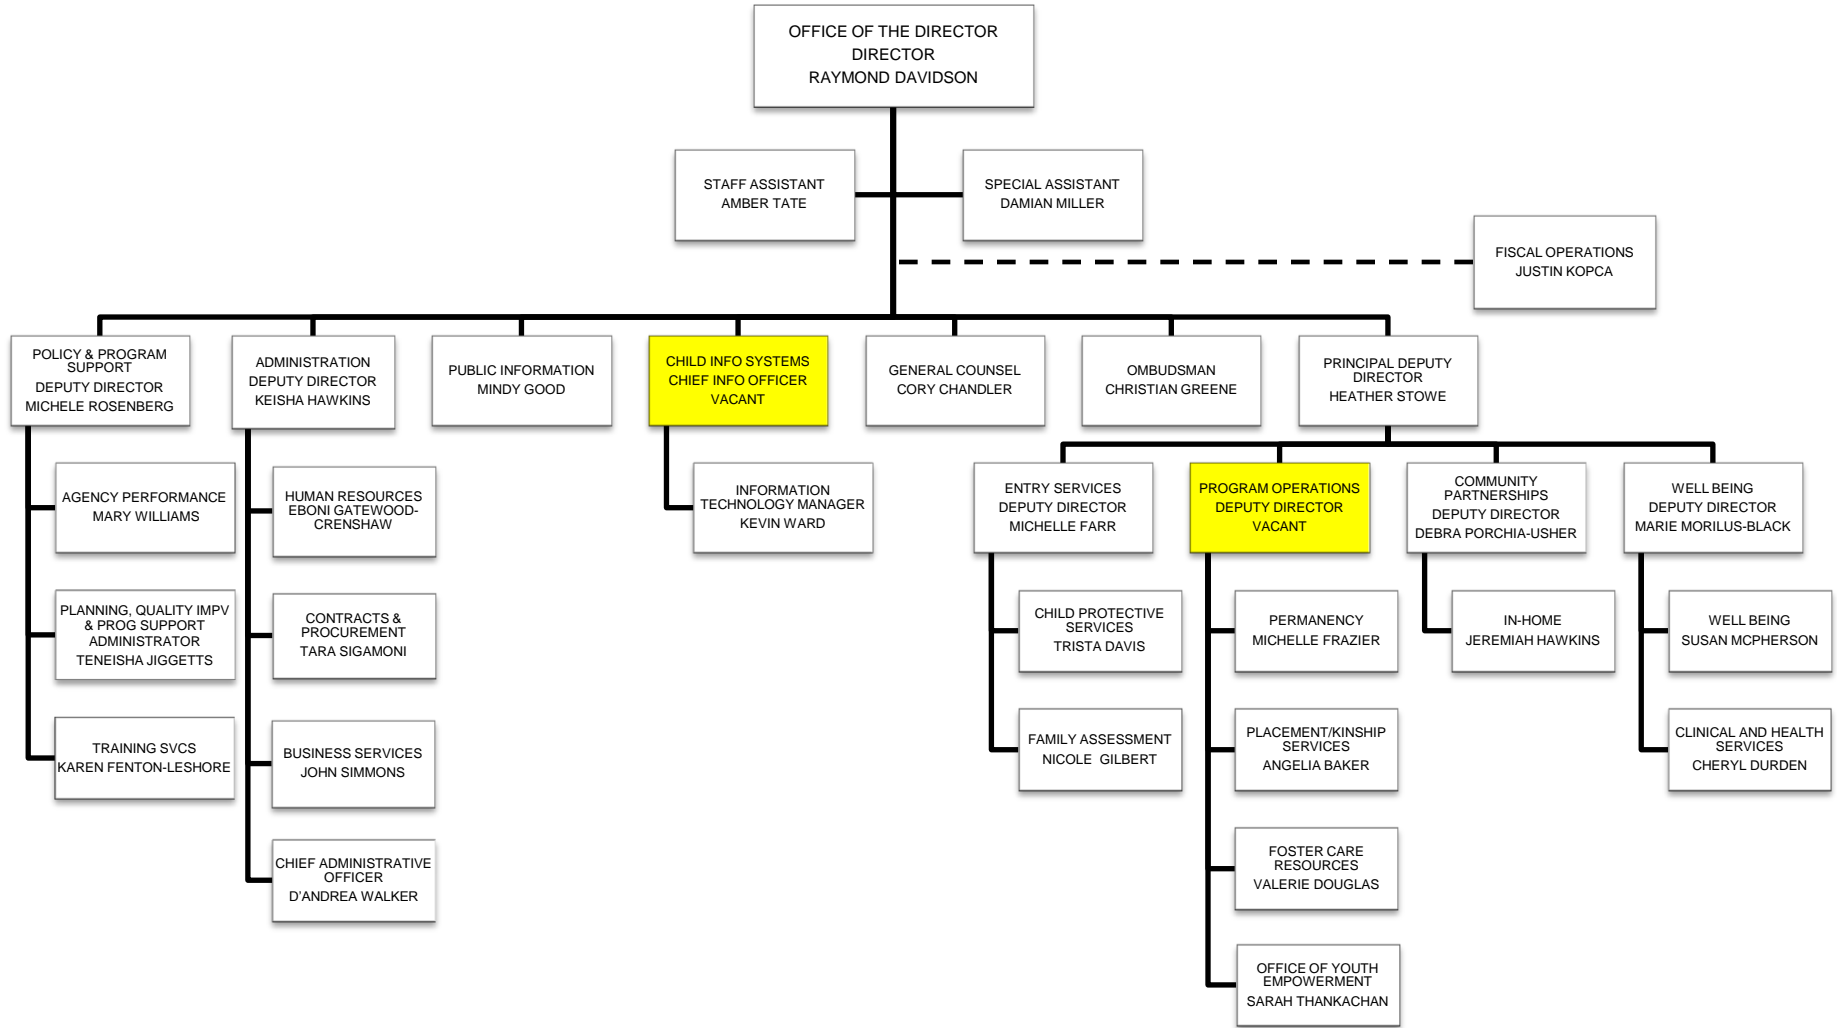 OFFICE OF THE DIRECTOR
DIRECTOR
RAYMOND DAVIDSON
STAFF ASSISTANT
AMBER TATE
SPECIAL ASSISTANT
DAMIAN MILLER
FISCAL OPERATIONS
JUSTIN KOPCA
POLICY & PROGRAM
SUPPORT
DEPUTY DIRECTOR
MICHELE ROSENBERG
ADMINISTRATION
DEPUTY DIRECTOR
KEISHA HAWKINS
PUBLIC INFORMATION
MINDY GOOD
CHILD INFO SYSTEMS
CHIEF INFO OFFICER
VACANT
GENERAL COUNSEL
CORY CHANDLER
OMBUDSMAN
CHRISTIAN GREENE
PRINCIPAL DEPUTY
DIRECTOR
HEATHER STOWE
AGENCY PERFORMANCE
MARY WILLIAMS
HUMAN RESOURCES
EBONI GATEWOOD-
CRENSHAW
INFORMATION
TECHNOLOGY MANAGER
KEVIN WARD
ENTRY SERVICES
DEPUTY DIRECTOR
MICHELLE FARR
PROGRAM OPERATIONS
DEPUTY DIRECTOR
VACANT
COMMUNITY
PARTNERSHIPS
DEPUTY DIRECTOR
DEBRA PORCHIA-USHER
WELL BEING
DEPUTY DIRECTOR
MARIE MORILUS-BLACK
PLANNING, QUALITY IMPV
& PROG SUPPORT
ADMINISTRATOR
TENEISHA JIGGETTS
CONTRACTS &
PROCUREMENT
TARA SIGAMONI
CHILD PROTECTIVE
SERVICES
TRISTA DAVIS
PERMANENCY
MICHELLE FRAZIER
IN-HOME
JEREMIAH HAWKINS
WELL BEING
SUSAN MCPHERSON
TRAINING SVCS
KAREN FENTON-LESHORE
BUSINESS SERVICES
JOHN SIMMONS
FAMILY ASSESSMENT
NICOLE GILBERT
PLACEMENT/KINSHIP
SERVICES
ANGELIA BAKER
CLINICAL AND HEALTH
SERVICES
CHERYL DURDEN
CHIEF ADMINISTRATIVE
OFFICER
D’ANDREA WALKER
FOSTER CARE
RESOURCES
VALERIE DOUGLAS
OFFICE OF YOUTH
EMPOWERMENT
SARAH THANKACHAN